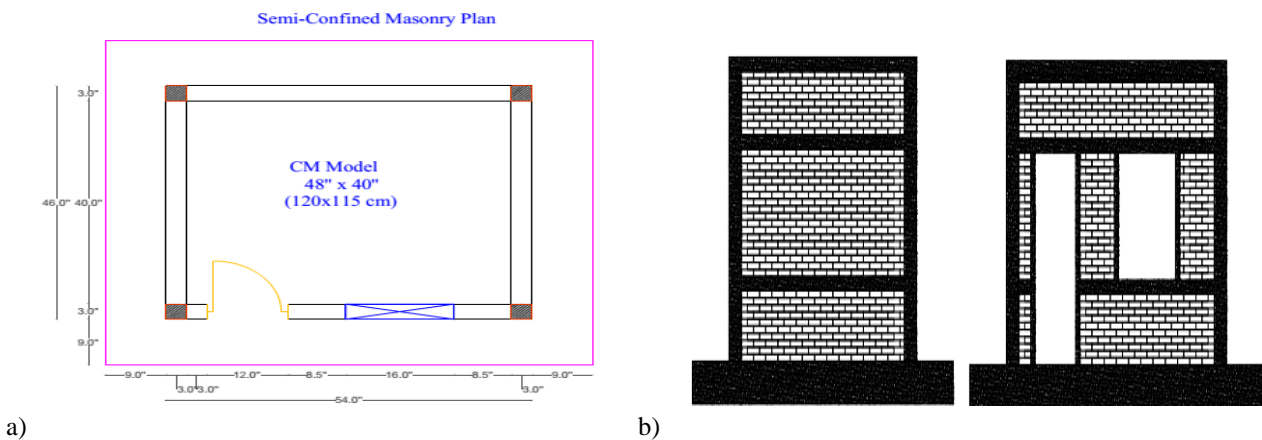 Semi-Confined Masonry Plan
3.0"
CM Model
48" x 40"
(120x115 cm)
46.0"
40.0"
3.0"
9.0"
9.0"
12.0"
8.5"
16.0"
8.5"
9.0"
3.0"
3.0"
3.0"
54.0"
a)
b)